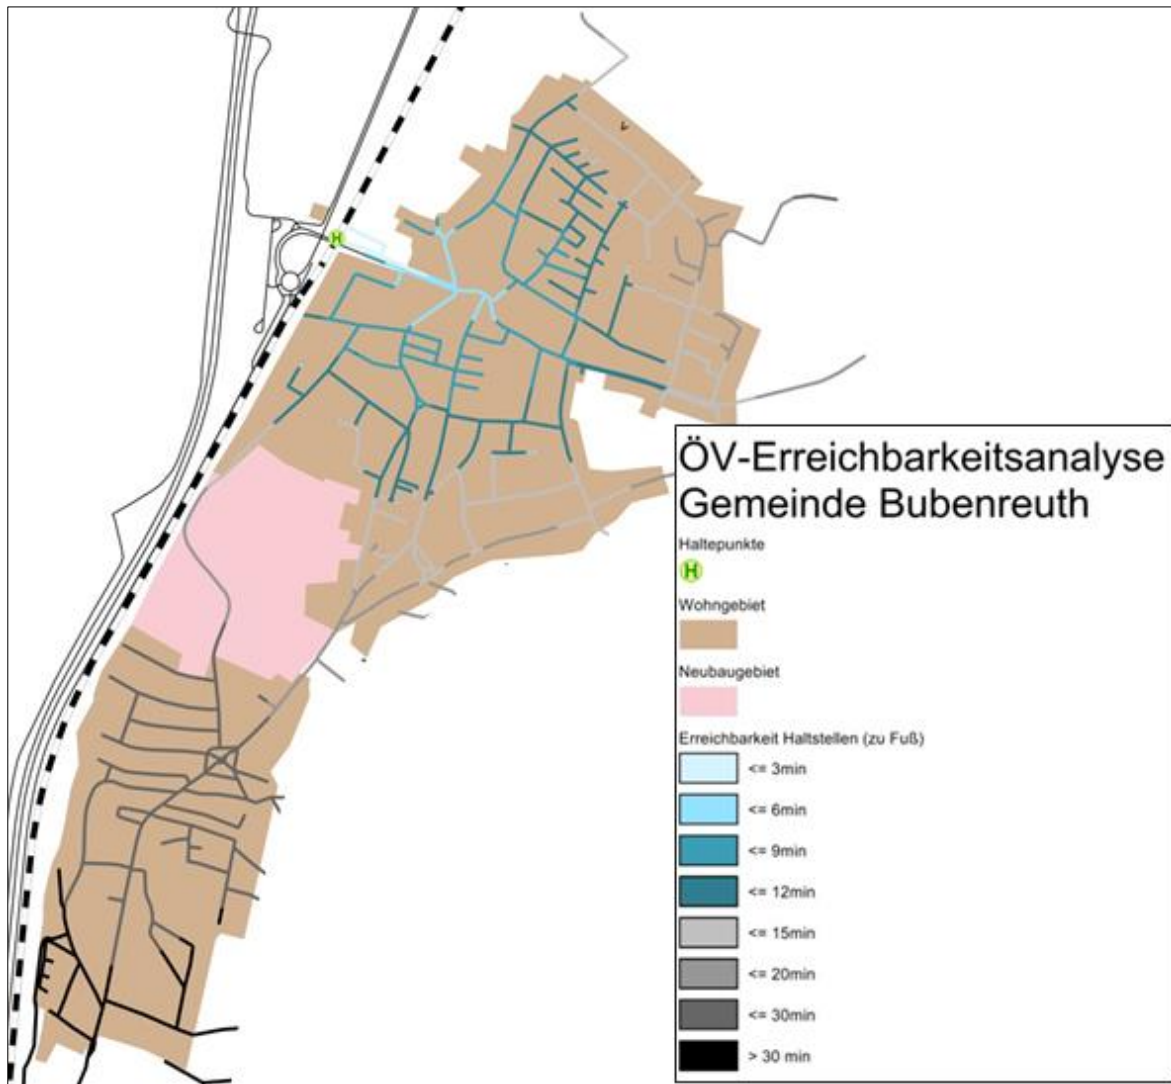 H
ÖV-Erreichbarkeitsanalyse
Gemeinde Bubenreuth
Haltepunkte
H
Wohngebiet
Neubaugebiet
Erreichbarkeit Haltstellen (zu Fuß)
<= 3min
<= 6min
<= 9min
<= 12min
<= 15min
<= 20min
<= 30min
> 30 min